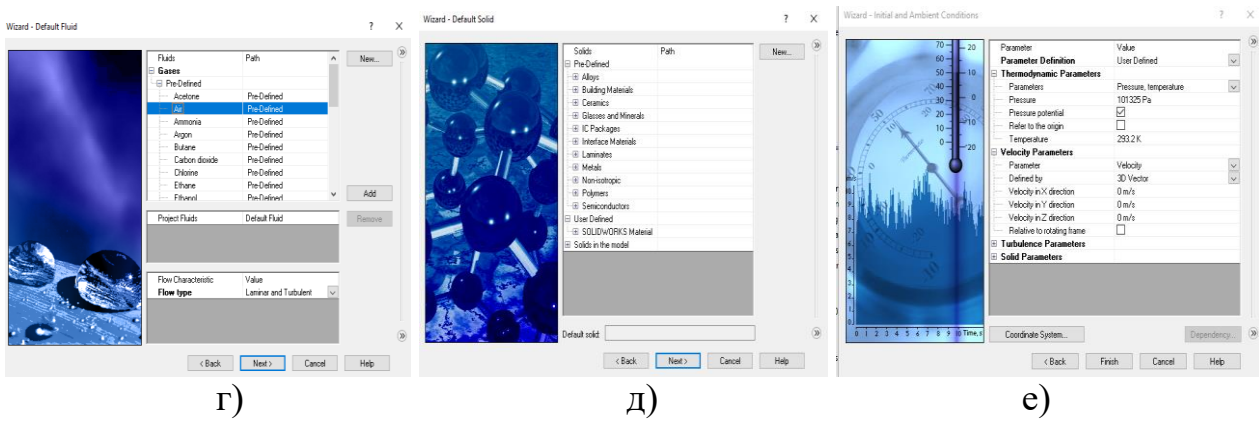 Wizard - Default Fluid ? X
Fluids Path New...
Gases
Pre-Defined
Acetone Pre-Defined
Air Pre-Defined
Ammonia Pre-Defined
Argon Pre-Defined
Butane Pre-Defined
Carbon dioxide Pre-Defined
Chlorine Pre-Defined
Ethane Pre-Defined
Ethanol Pre-Defined
Add
Project Fluids Default Fluid Remove
Flow Characteristic Value
Flow type Laminar and Turbulent
< Back Next > Cancel Help
г)
Wizard - Default Solid ? X
Solids Path New...
Pre-Defined
Alloys
Building Materials
Ceramics
Glasses and Minerals
IC Packages
Interface Materials
Laminates
Metals
Non-isotropic
Polymers
Semiconductors
User Defined
SOLIDWORKS Material
Solids in the model
Default solid:
< Back Next > Cancel Help
д)
Wizard - Initial and Ambient Conditions ? X
Parameter Value
Parameter Definition User Defined
Thermodynamic Parameters
Parameters Pressure, temperature
Pressure 101325 Pa
Pressure potential
Refer to the origin
Temperature 293.2 K
Velocity Parameters
Parameter Velocity
Defined by 3D Vector
Velocity in X direction 0 m/s
Velocity in Y direction 0 m/s
Velocity in Z direction 0 m/s
Relative to rotating frame
Turbulence Parameters
Solid Parameters
Coordinate System... Dependency...
< Back Finish Cancel Help
е)